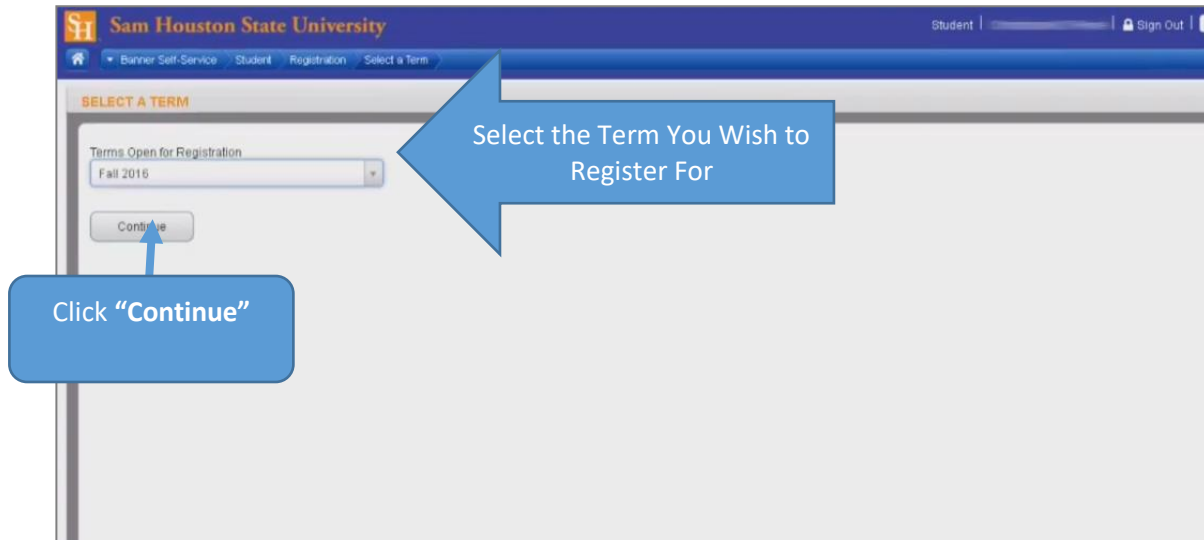 SH Sam Houston State University
Student | | Sign Out |
Banner Self-Service Student Registration Select a Term
SELECT A TERM
Select the Term You Wish to
Register For
Terms Open for Registration
Fall 2016
Continue
Click “Continue”